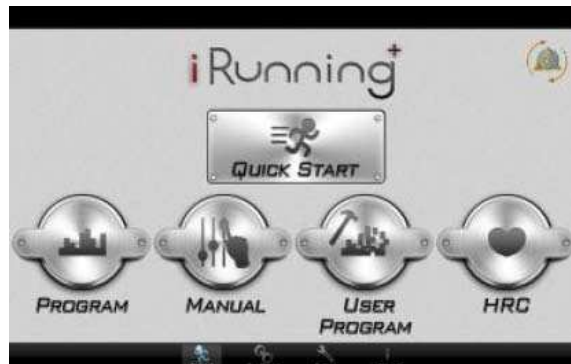 iRunning+
QUICK START
PROGRAM
MANUAL
USER
PROGRAM
HRC